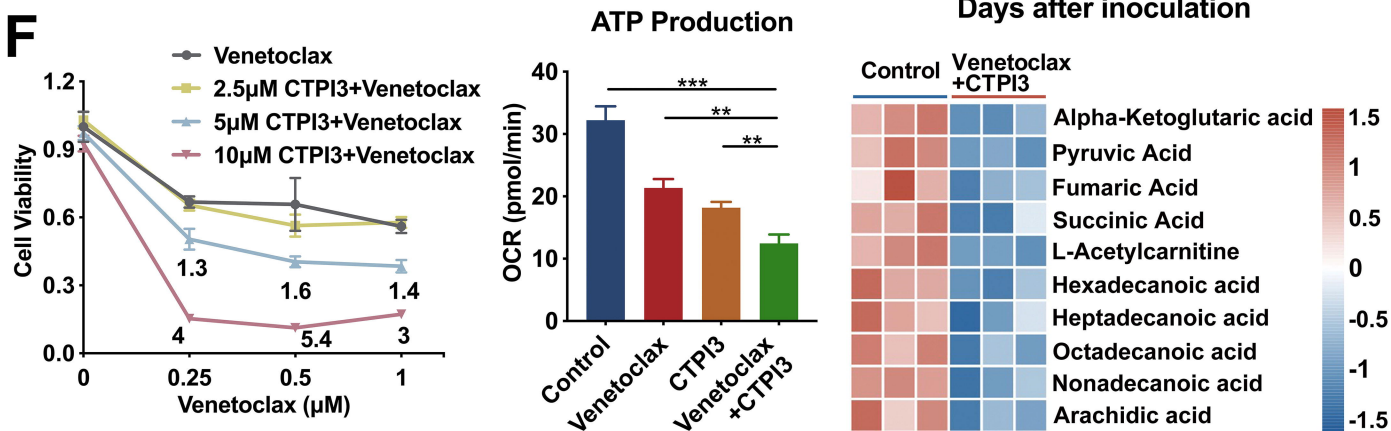 F
Venetoclax
2.5μM CTPI3+Venetoclax
5μM CTPI3+Venetoclax
10μM CTPI3+Venetoclax
Cell Viability
1.2
0.9
0.6
0.3
0.0
1.3
1.6
1.4
4
5.4
3
0
0.25
0.5
1
Venetoclax (μM)
ATP Production
OCR (pmol/min)
40
30
20
10
0
***
**
**
Control
Venetoclax
CTPI3
Venetoclax
+CTPI3
Days after inoculation
Control
Venetoclax
+CTPI3
Alpha-Ketoglutaric acid
Pyruvic Acid
Fumaric Acid
Succinic Acid
L-Acetylcarnitine
Hexadecanoic acid
Heptadecanoic acid
Octadecanoic acid
Nonadecanoic acid
Arachidic acid
1.5
1
0.5
0
-0.5
-1
-1.5